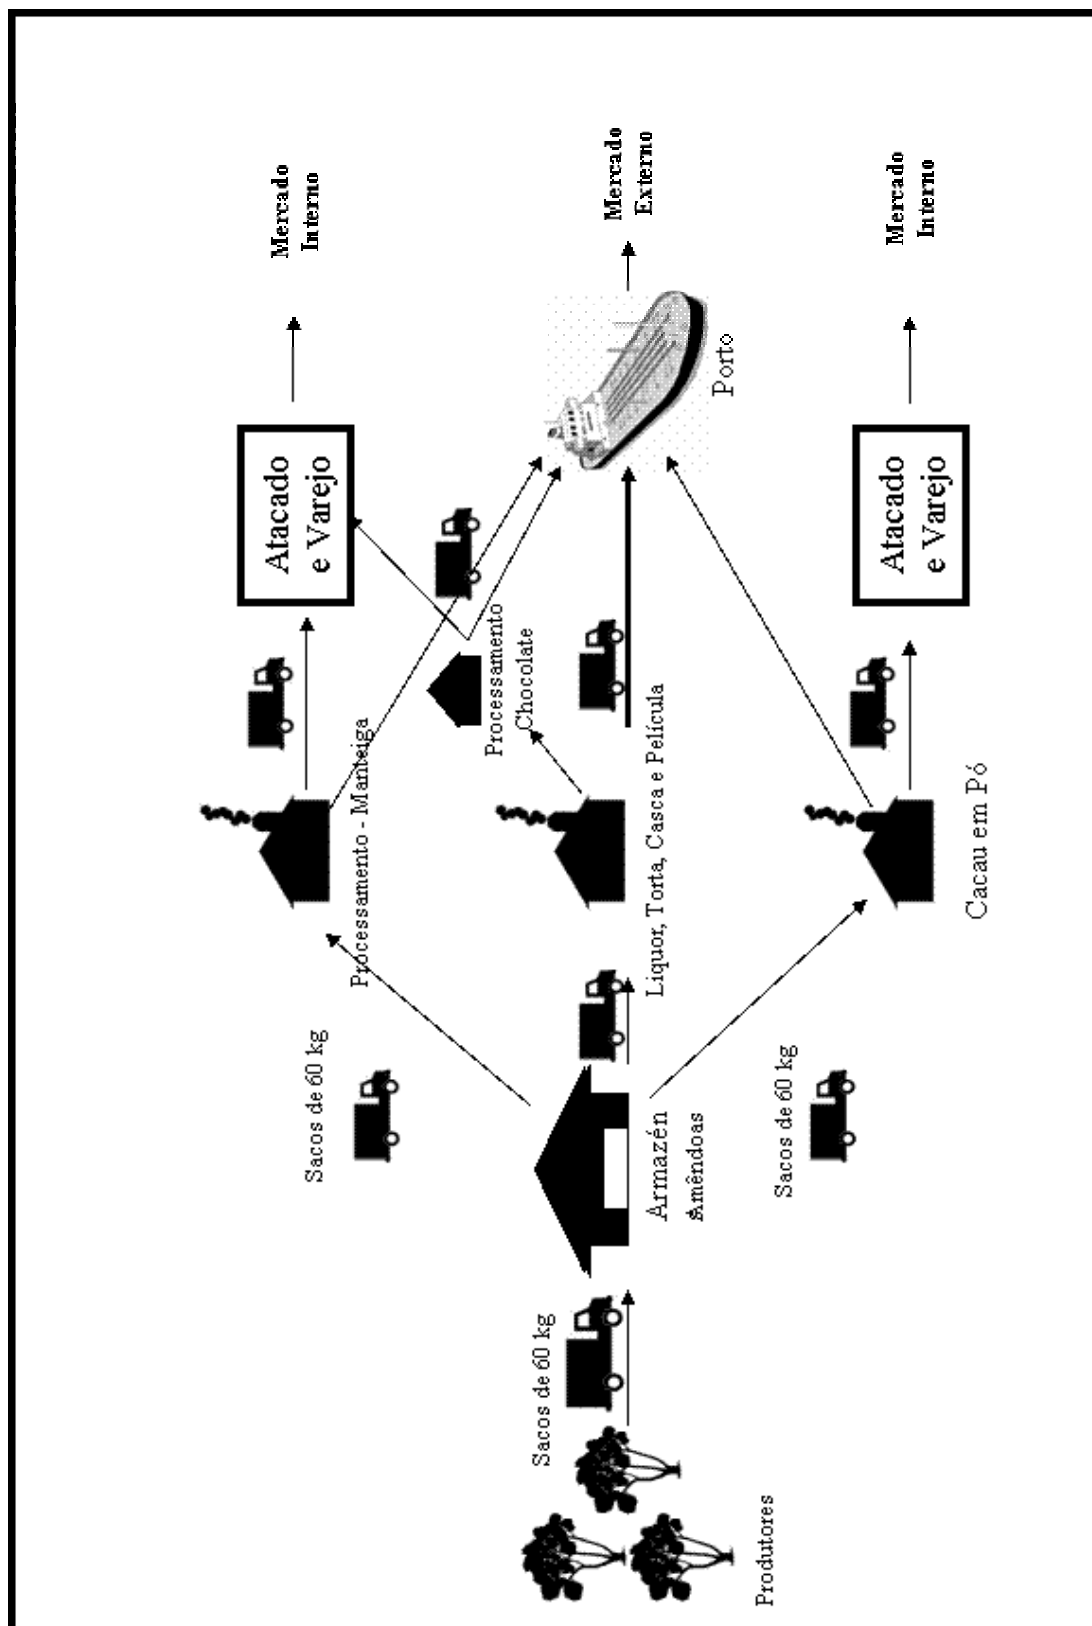 Atacado
e Varejo
Mercado
Interno
Sacos de 60 kg
Processamento - Manteiga
Processamento
Chocolate
Sacos de 60 kg
Mercado
Externo
Armazén
Amêndoas
Liquor, Torta, Casca e Película
Porto
Produtores
Sacos de 60 kg
Atacado
e Varejo
Mercado
Interno
Cacau em Pó